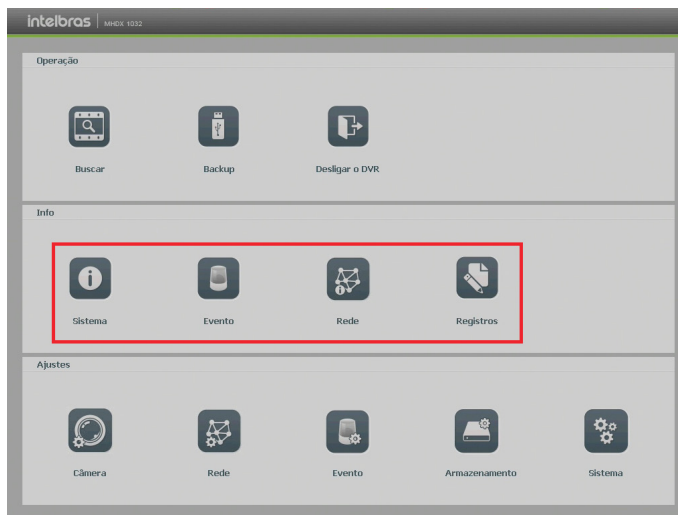 intelbras | MHDX 1032
Operação
Buscar Backup Desligar o DVR
Info
Sistema Evento Rede Registros
Ajustes
Câmera Rede Evento Armazenamento Sistema